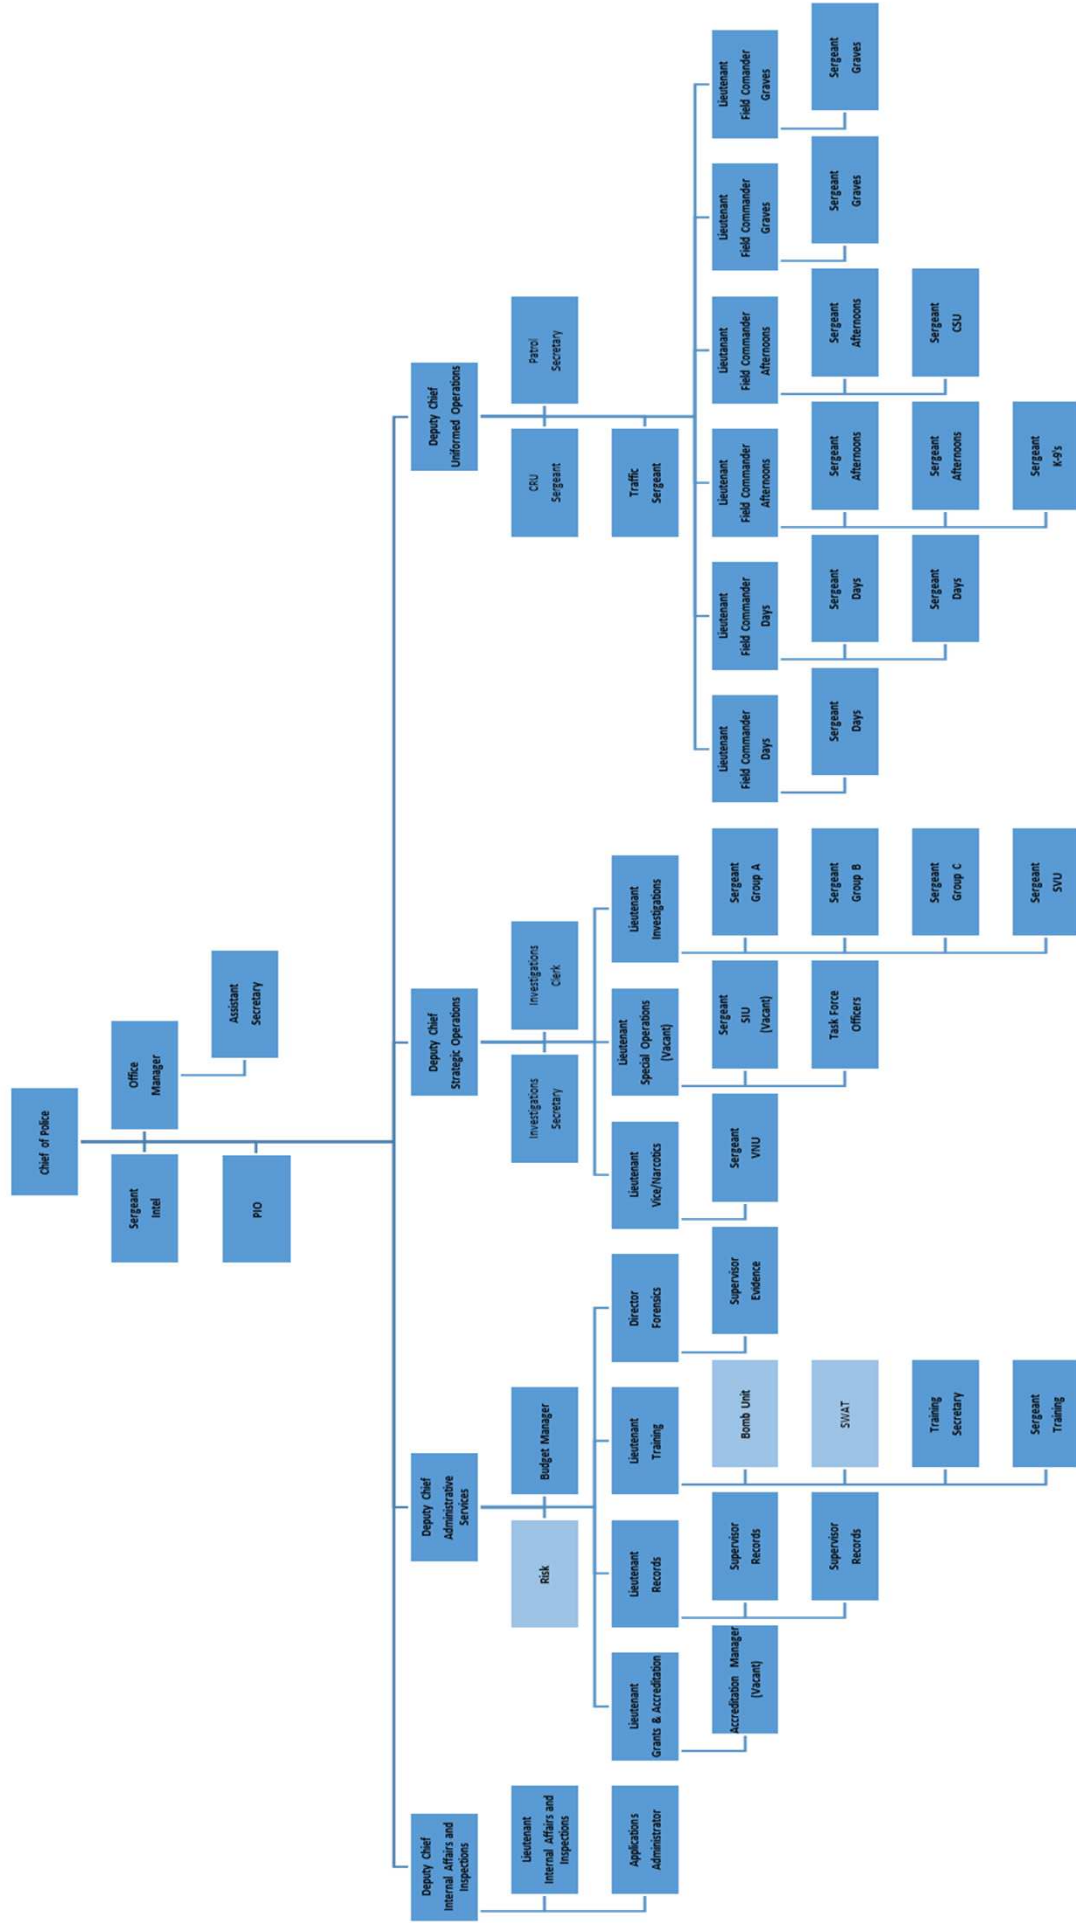 Chief of Police
Sergeant
Intel
Office
Manager
PIO
Assistant
Secretary
Deputy Chief
Internal Affairs and
Inspections
Deputy Chief
Administrative
Services
Deputy Chief
Strategic Operations
Deputy Chief
Uniformed Operations
Lieutenant
Internal Affairs and
Inspections
Applications
Administrator
Risk
Budget Manager
Lieutenant
Grants & Accreditation
Lieutenant
Records
Lieutenant
Training
Director
Forensics
Accreditation Manager
(Vacant)
Supervisor
Records
Supervisor
Records
Bomb Unit
SWAT
Training
Secretary
Sergeant
Training
Supervisor
Evidence
Investigations
Secretary
Investigations
Clerk
Lieutenant
Vice/Narcotics
Lieutenant
Special Operations
(Vacant)
Lieutenant
Investigations
Sergeant
VNU
Sergeant
SIU
(Vacant)
Task Force
Officers
Sergeant
Group A
Sergeant
Group B
Sergeant
Group C
Sergeant
SVU
CRU
Sergeant
Patrol
Secretary
Traffic
Sergeant
Lieutenant
Field Commander
Days
Lieutenant
Field Commander
Days
Lieutenant
Field Commander
Afternoons
Lieutanant
Field Commander
Afternoons
Lieutenant
Field Commander
Graves
Lieutenant
Field Comander
Graves
Sergeant
Days
Sergeant
Days
Sergeant
Days
Sergeant
Afternoons
Sergeant
Afternoons
Sergeant
K-9's
Sergeant
Afternoons
Sergeant
CSU
Sergeant
Graves
Sergeant
Graves